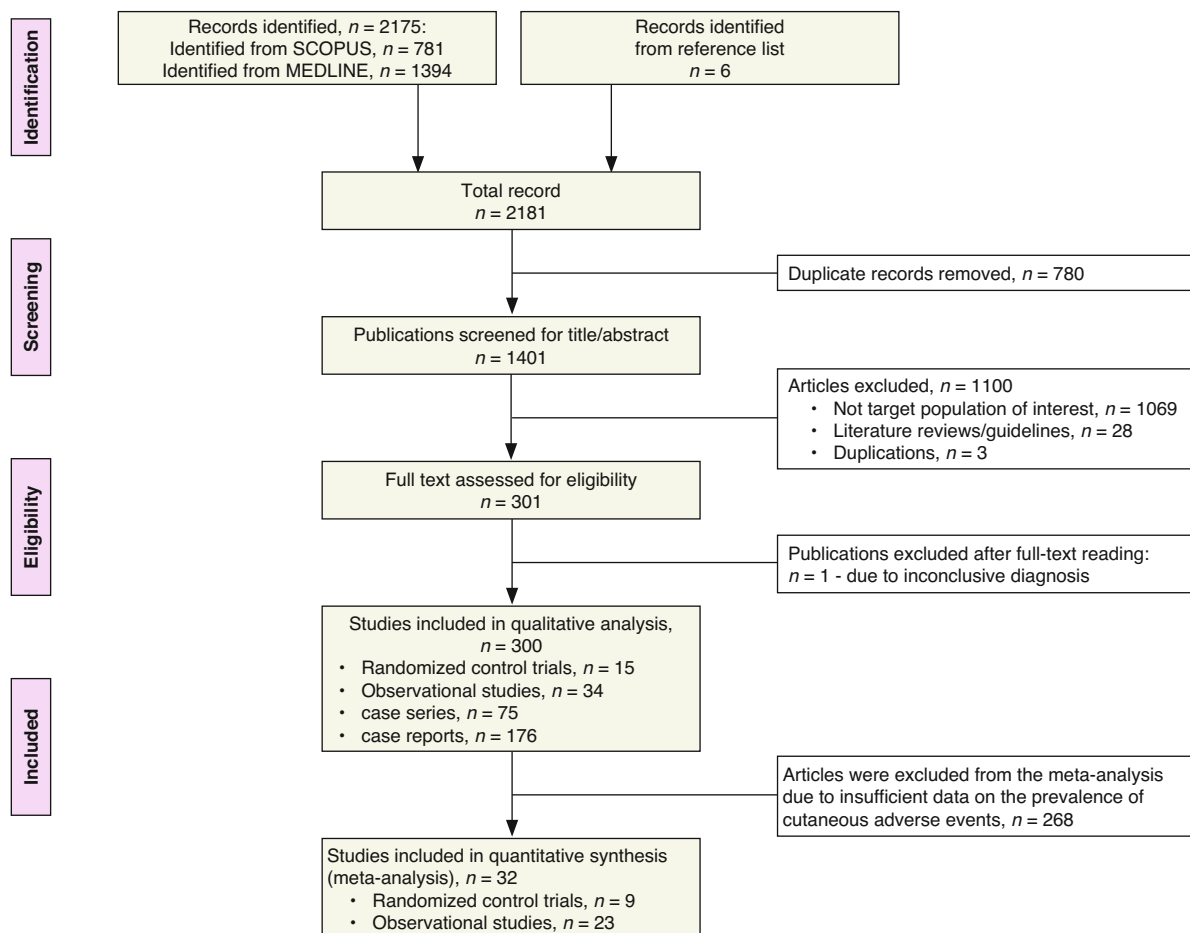 Identification
Records identified, n = 2175:
Identified from SCOPUS, n = 781
Identified from MEDLINE, n = 1394
Records identified
from reference list
n = 6
Total record
n = 2181
Screening
Duplicate records removed, n = 780
Publications screened for title/abstract
n = 1401
Articles excluded, n = 1100
• Not target population of interest, n = 1069
• Literature reviews/guidelines, n = 28
• Duplications, n = 3
Eligibility
Full text assessed for eligibility
n = 301
Publications excluded after full-text reading:
n = 1 - due to inconclusive diagnosis
Studies included in qualitative analysis,
n = 300
• Randomized control trials, n = 15
• Observational studies, n = 34
• case series, n = 75
• case reports, n = 176
Included
Articles were excluded from the meta-analysis
due to insufficient data on the prevalence of
cutaneous adverse events, n = 268
Studies included in quantitative synthesis
(meta-analysis), n = 32
• Randomized control trials, n = 9
• Observational studies, n = 23